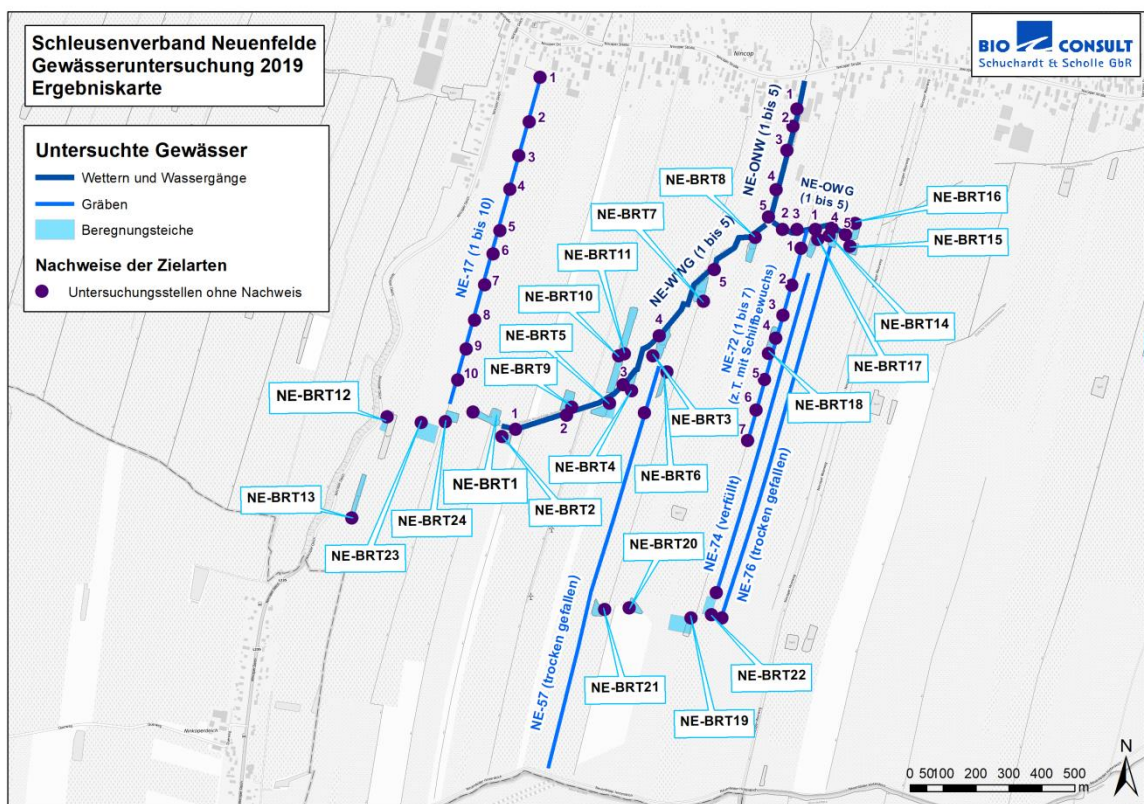 Schleusenverband Neuenfelde
Gewässeruntersuchung 2019
Ergebniskarte
BIO CONSULT
Schuchardt & Scholle GbR
Untersuchte Gewässer
Wettern und Wassergänge
Gräben
Beregnungsteiche
Nachweise der Zielarten
Untersuchungsstellen ohne Nachweis
Nincop
1
2
3
4
5
6
7
8
9
10
NE-17 (1 bis 10)
NE-ONW (1 bis 5)
1
2
3
4
5
NE-OWG
(1 bis 5)
2
3
1
4
5
NE-BRT8
NE-BRT7
NE-BRT16
NE-BRT15
NE-BRT11
NE-BRT10
NE-BRT5
NE-BRT9
NE-WWG (1 bis 5)
1
2
3
4
5
NE-BRT14
NE-BRT17
NE-BRT18
NE-72 (1 bis 7)
(z.T. mit Schilfbewuchs)
1
2
3
4
5
6
7
NE-BRT12
NE-BRT3
NE-BRT4
NE-BRT6
NE-BRT1
NE-BRT2
NE-BRT13
NE-BRT24
NE-BRT23
NE-BRT20
NE-74 (verfüllt)
NE-76 (trocken gefallen)
NE-57 (trocken gefallen)
NE-BRT21
NE-BRT22
NE-BRT19
Ninkoperdeich
N
0 50 100 200 300 400 500
m